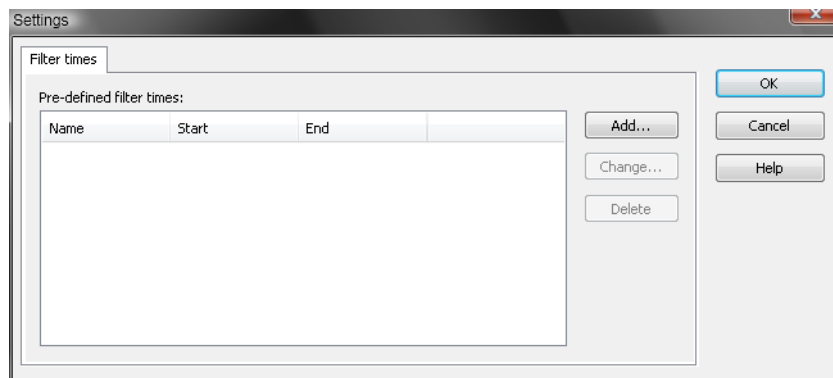 Settings
Filter times
Pre-defined filter times:
Name Start End
Add...
Change...
Delete
OK
Cancel
Help